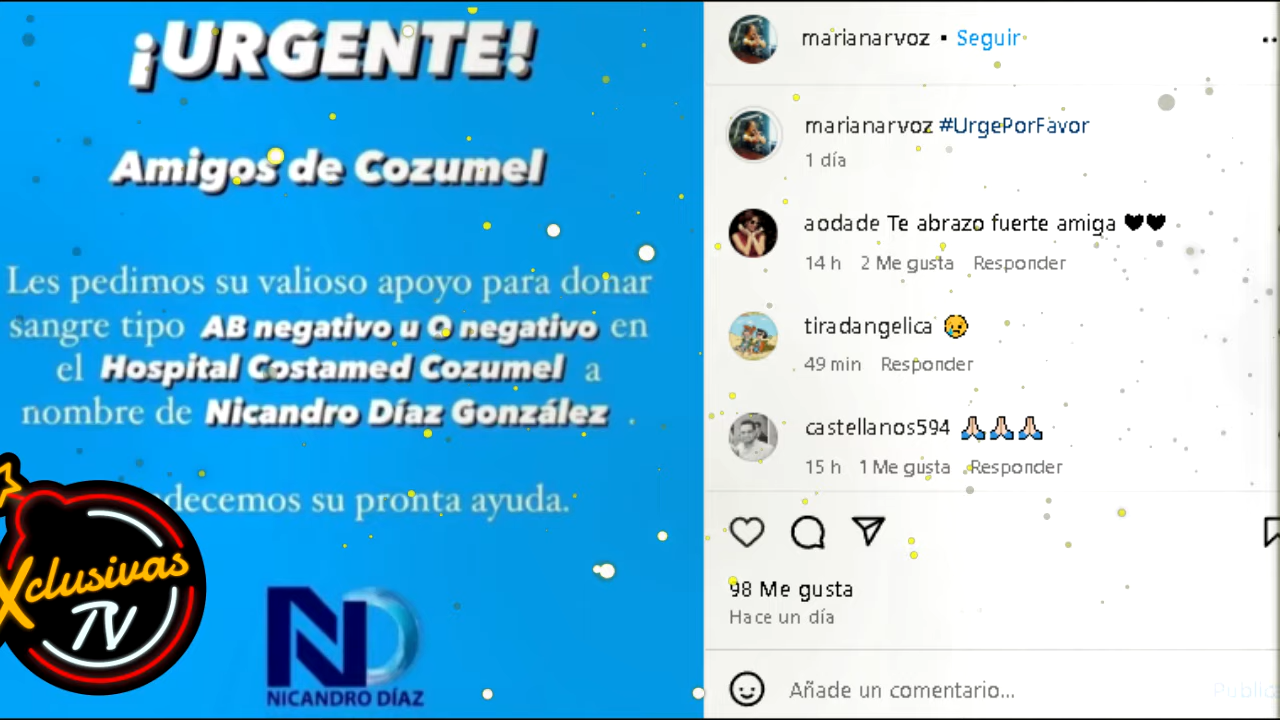 ¡URGENTE!
Amigos de Cozumel
Les pedimos su valioso apoyo para donar
sangre tipo AB negativo u O negativo en
el Hospital Costamed Cozumel a
nombre de Nicandro Díaz González .
decemos su pronta ayuda.
ND
NICANDRO DÍAZ
Xclusivas
TV
marianarvoz • Seguir
marianarvoz #UrgePorFavor
1 día
aodade Te abrazo fuerte amiga 🖤🖤
14 h 2 Me gusta Responder
tiradangelica 😢
49 min Responder
castellanos594 🙏🏻🙏🏻🙏🏻
15 h 1 Me gusta Responder
98 Me gusta
Hace un día
Añade un comentario...
Public